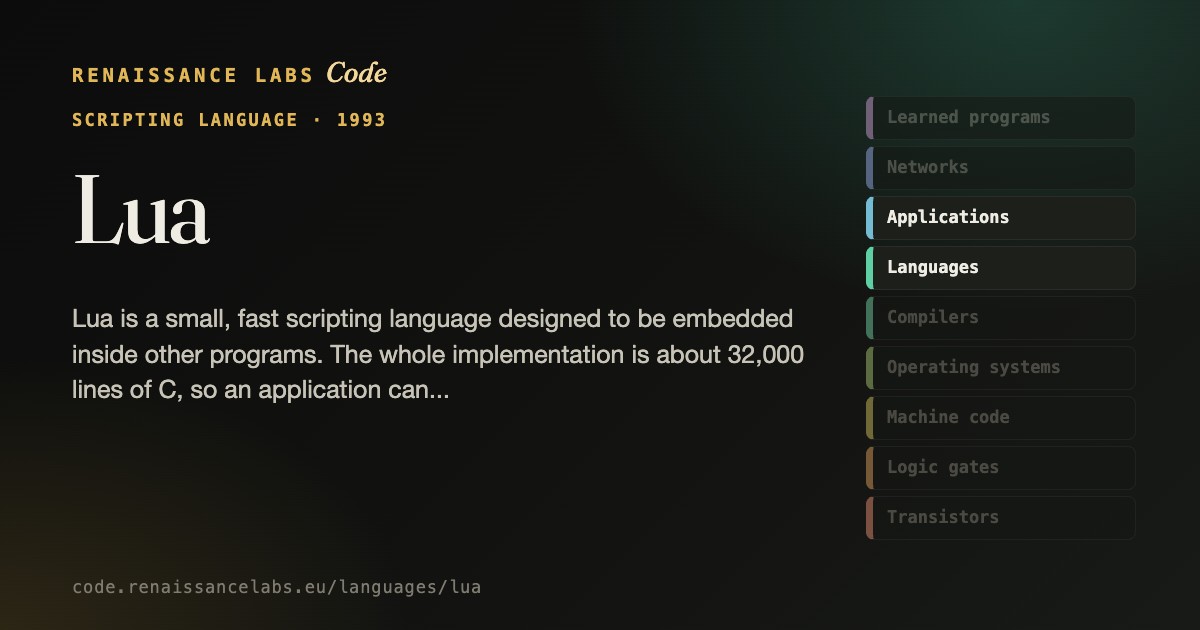 RENAISSANCE LABS Code
SCRIPTING LANGUAGE · 1993
Lua
Lua is a small, fast scripting language designed to be embedded
inside other programs. The whole implementation is about 32,000
lines of C, so an application can...
code.renaissancelabs.eu/languages/lua
Learned programs
Networks
Applications
Languages
Compilers
Operating systems
Machine code
Logic gates
Transistors